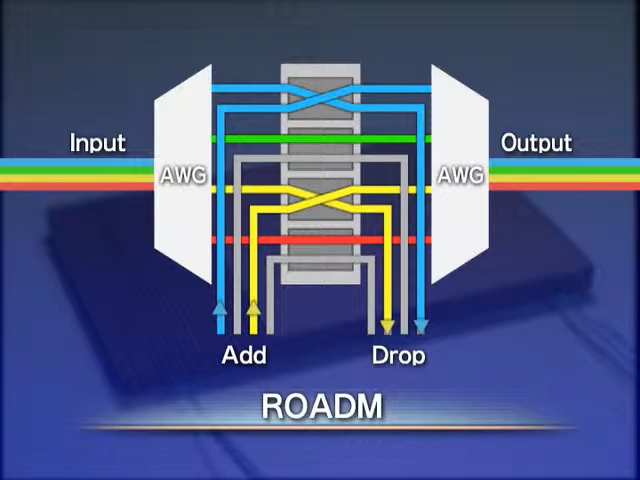 Input
Output
AWG
AWG
Add
Drop
ROADM